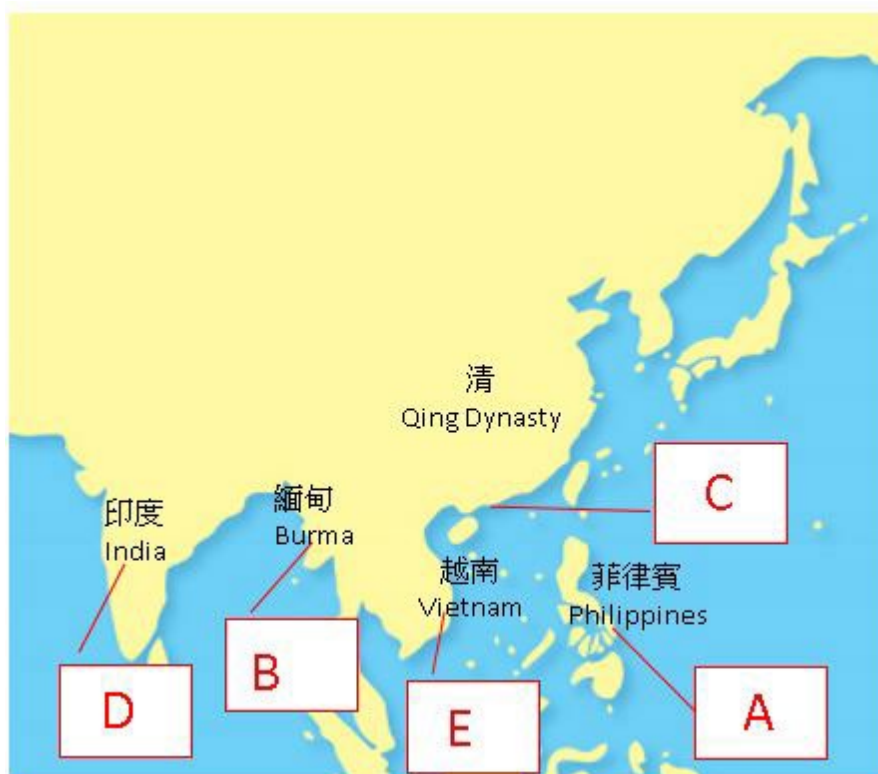 清
Qing Dynasty
C
印度
India
緬甸
Burma
越南
Vietnam
菲律賓
Philippines
D
B
E
A